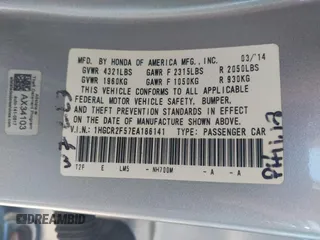 MFD. BY HONDA OF AMERICA MFG., INC. 03/14
GVWR 4321LBS GAWR F 2315LBS R 2050LBS
GVWR 1960KG GAWR F 1050KG R 930KG
THIS VEHICLE CONFORMS TO ALL APPLICABLE
FEDERAL MOTOR VEHICLE SAFETY, BUMPER,
AND THEFT PREVENTION STANDARDS IN EFFECT
ON THE DATE OF MANUFACTURE SHOWN ABOVE.
V.I.N.: 1HGCR2F57EA186141 TYPE: PASSENGER CAR
E LM5 - NH700M - A - A
AX34103
DREAMBID